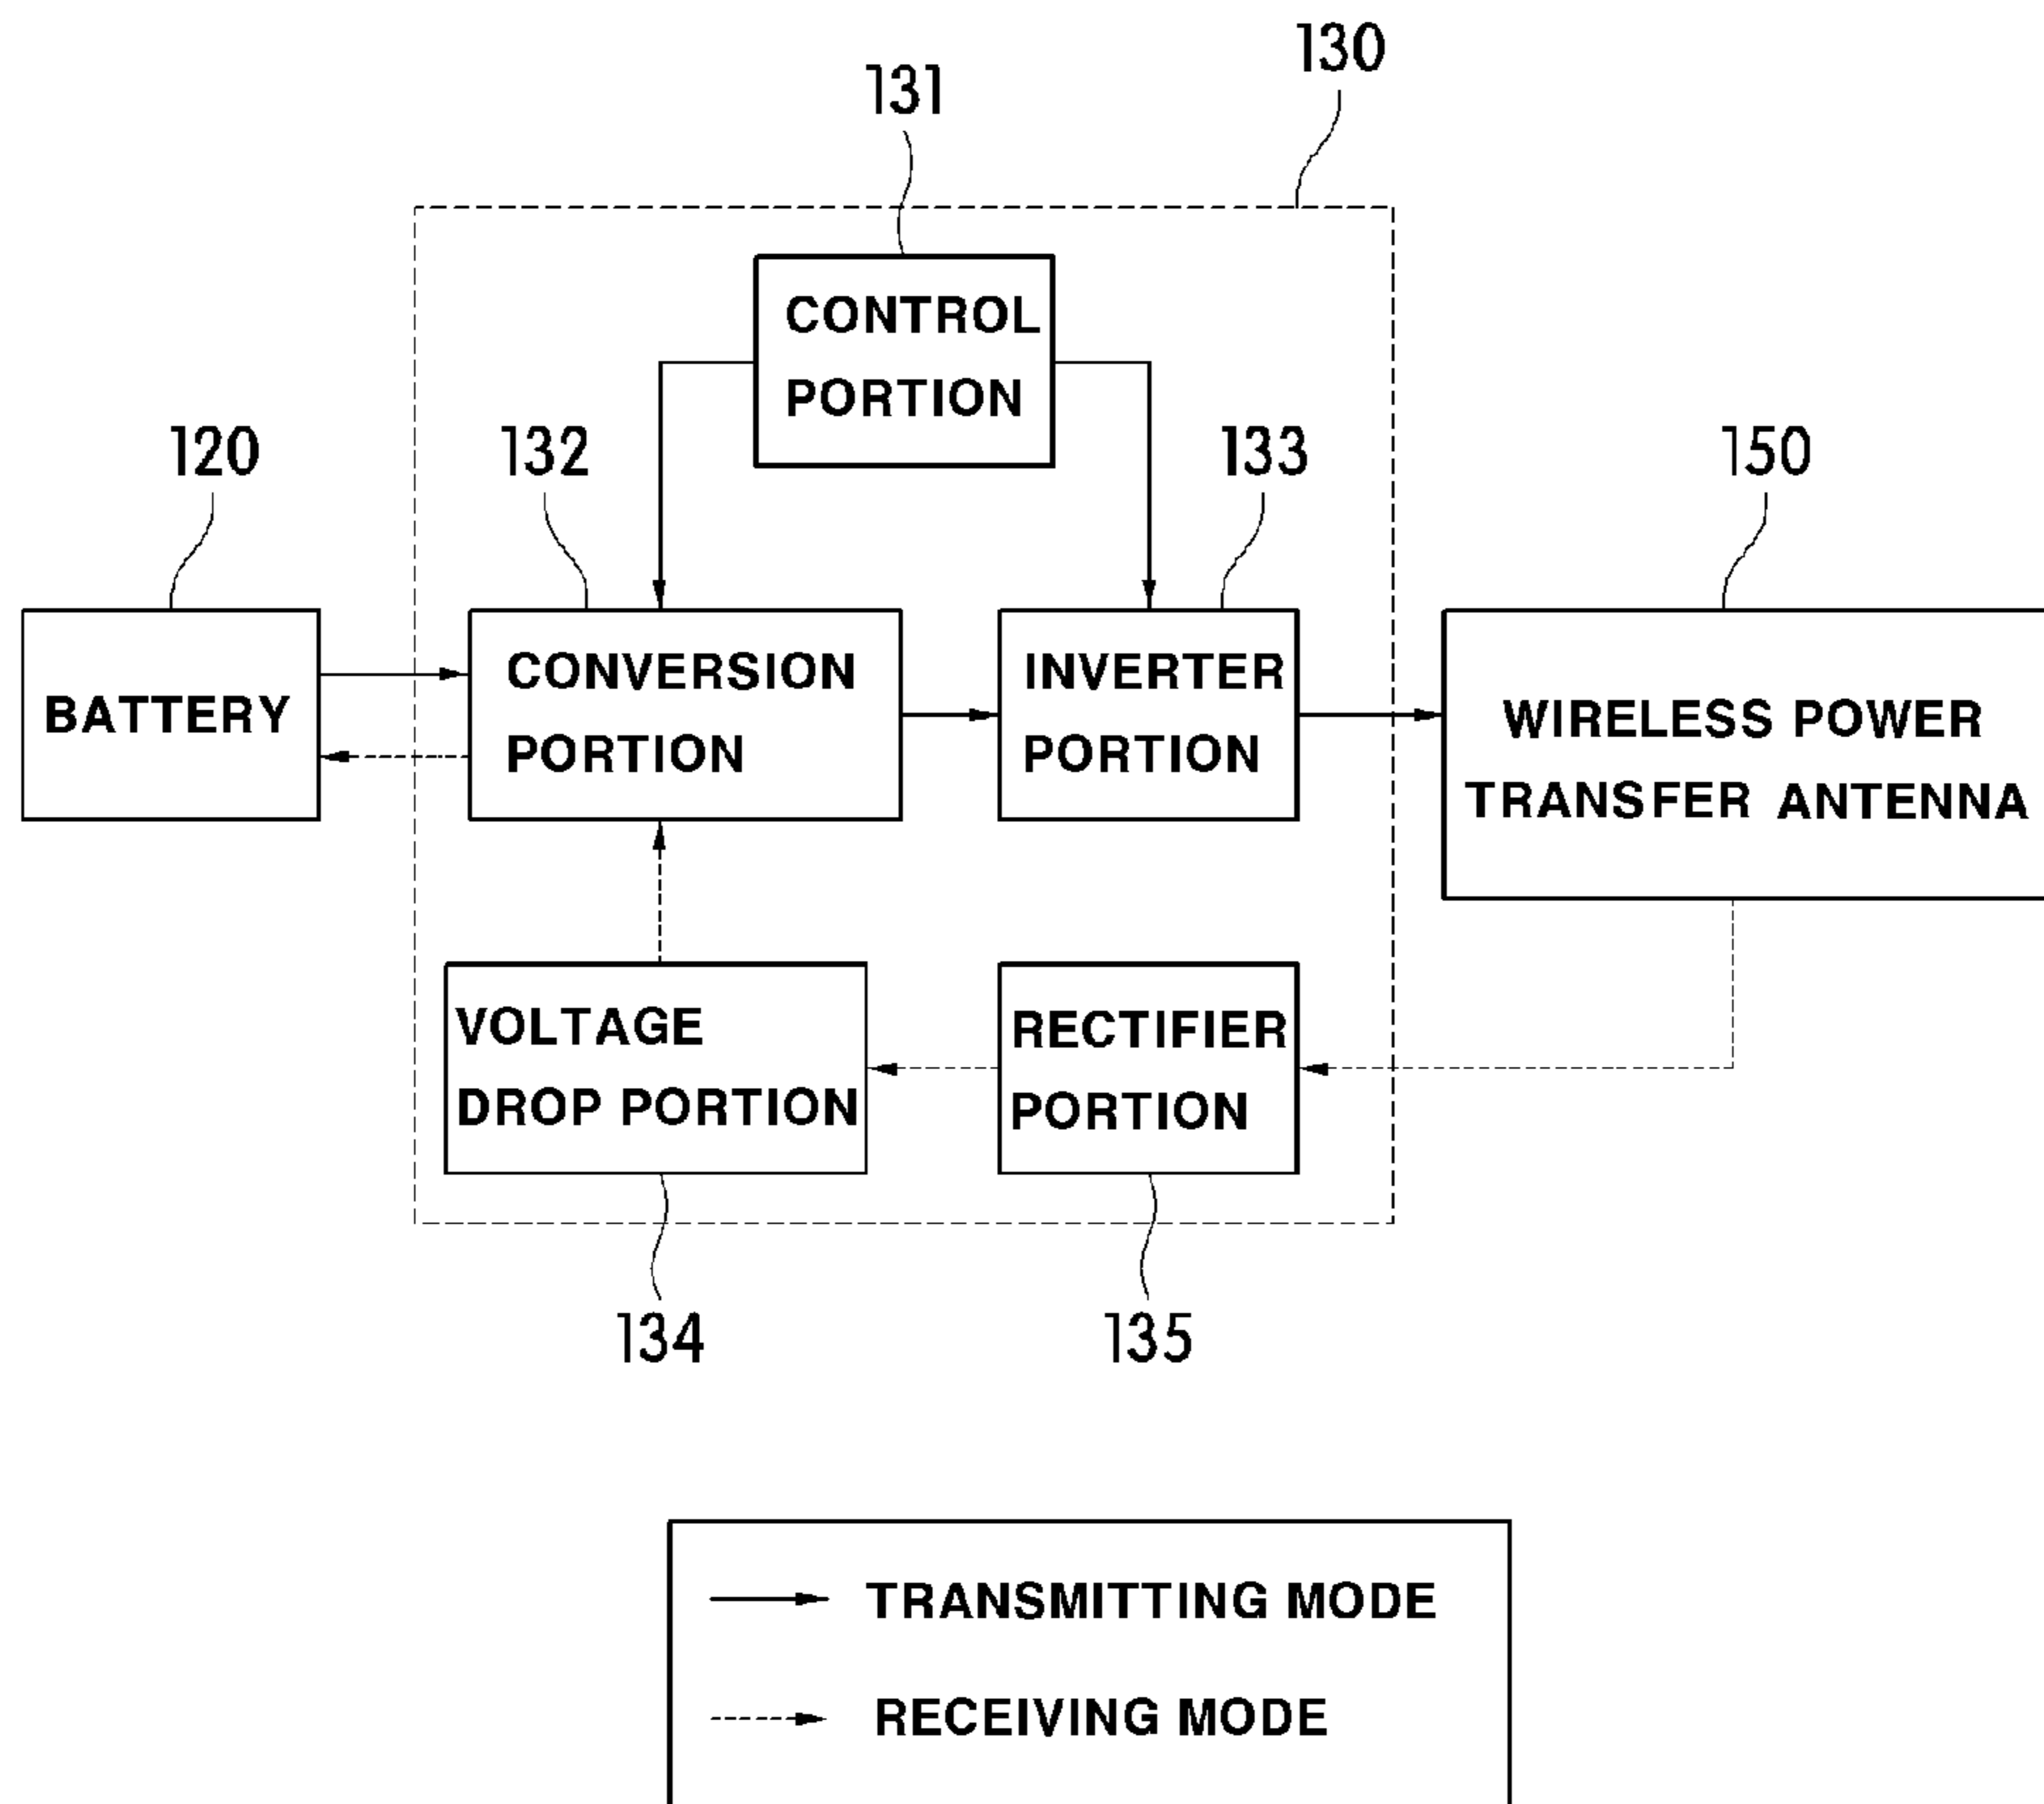 130
131
CONTROL
PORTION
120
132
133
150
BATTERY
CONVERSION
PORTION
INVERTER
PORTION
WIRELESS POWER
TRANSFER ANTENNA
VOLTAGE
DROP PORTION
RECTIFIER
PORTION
134
135
TRANSMITTING MODE
RECEIVING MODE